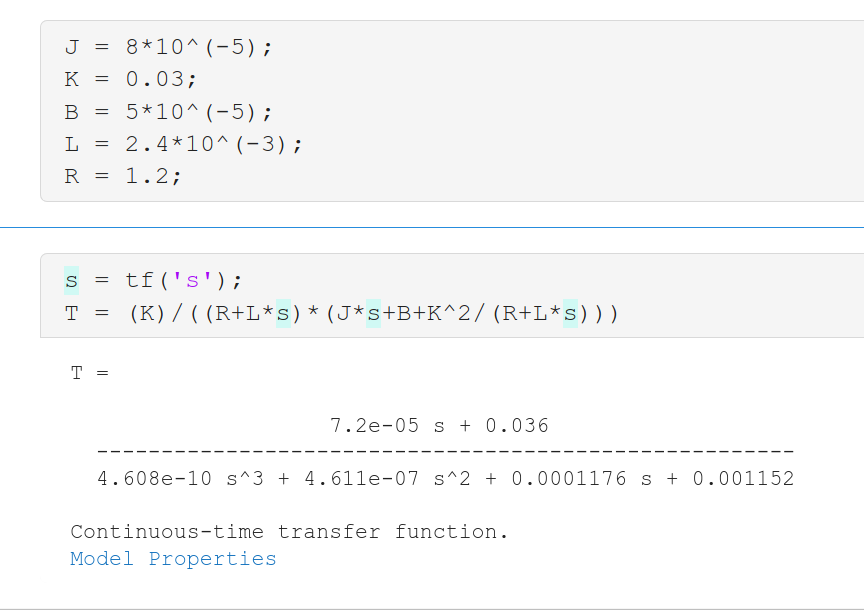 J = 8*10^(-5);
K = 0.03;
B = 5*10^(-5);
L = 2.4*10^(-3);
R = 1.2;
s = tf('s');
T = (K)/((R+L*s)*(J*s+B+K^2/(R+L*s)))
T =
7.2e-05 s + 0.036
------------------------------------------------------
4.608e-10 s^3 + 4.611e-07 s^2 + 0.0001176 s + 0.001152
Continuous-time transfer function.
Model Properties